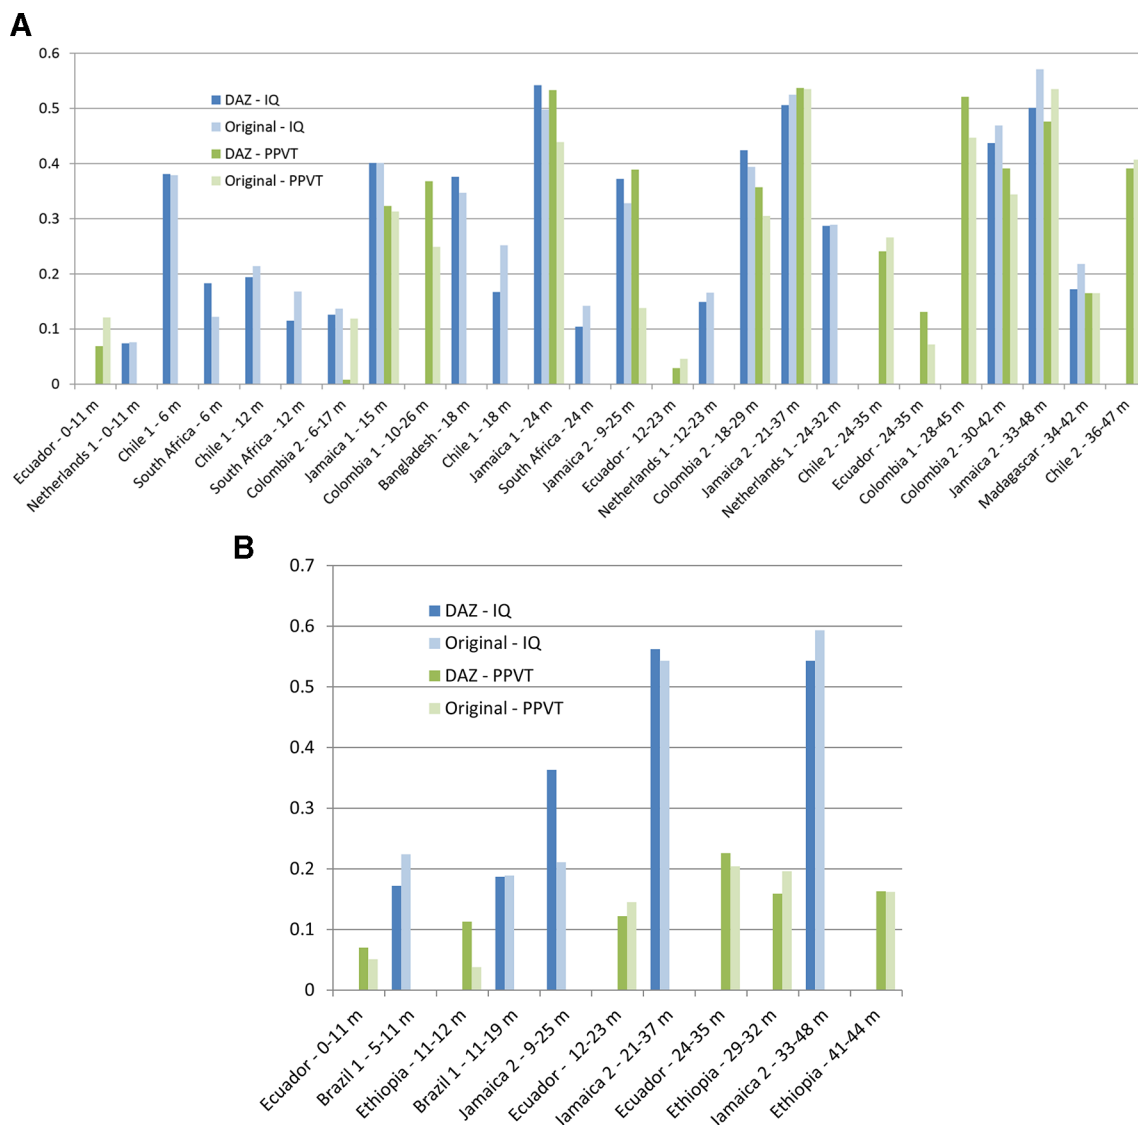 A
0.6
0.5
0.4
0.3
0.2
0.1
0
DAZ - IQ
Original - IQ
DAZ - PPVT
Original - PPVT
Ecuador - 0-11 m
Netherlands 1 - 0-11 m
Chile 1 - 6 m
South Africa - 6 m
Chile 1 - 12 m
South Africa - 12 m
Colombia 2 - 6-17 m
Jamaica 1 - 15 m
Colombia 1 - 10-26 m
Bangladesh - 18 m
Chile 1 - 18 m
Jamaica 1 - 24 m
South Africa - 24 m
Jamaica 2 - 9-25 m
Ecuador - 12-23 m
Netherlands 1 - 12-23 m
Colombia 2 - 18-29 m
Jamaica 2 - 21-37 m
Netherlands 1 - 24-32 m
Chile 2 - 24-35 m
Ecuador - 24-35 m
Colombia 1 - 28-45 m
Colombia 2 - 30-42 m
Jamaica 2 - 33-48 m
Madagascar - 34-42 m
Chile 2 - 36-47 m
B
0.7
0.6
0.5
0.4
0.3
0.2
0.1
0
DAZ - IQ
Original - IQ
DAZ - PPVT
Original - PPVT
Ecuador - 0-11 m
Brazil 1 - 5-11 m
Ethiopia - 11-12 m
Brazil 1 - 11-19 m
Jamaica 2 - 9-25 m
Ecuador - 12-23 m
Jamaica 2 - 21-37 m
Ecuador - 24-35 m
Ethiopia - 29-32 m
Jamaica 2 - 33-48 m
Ethiopia - 41-44 m